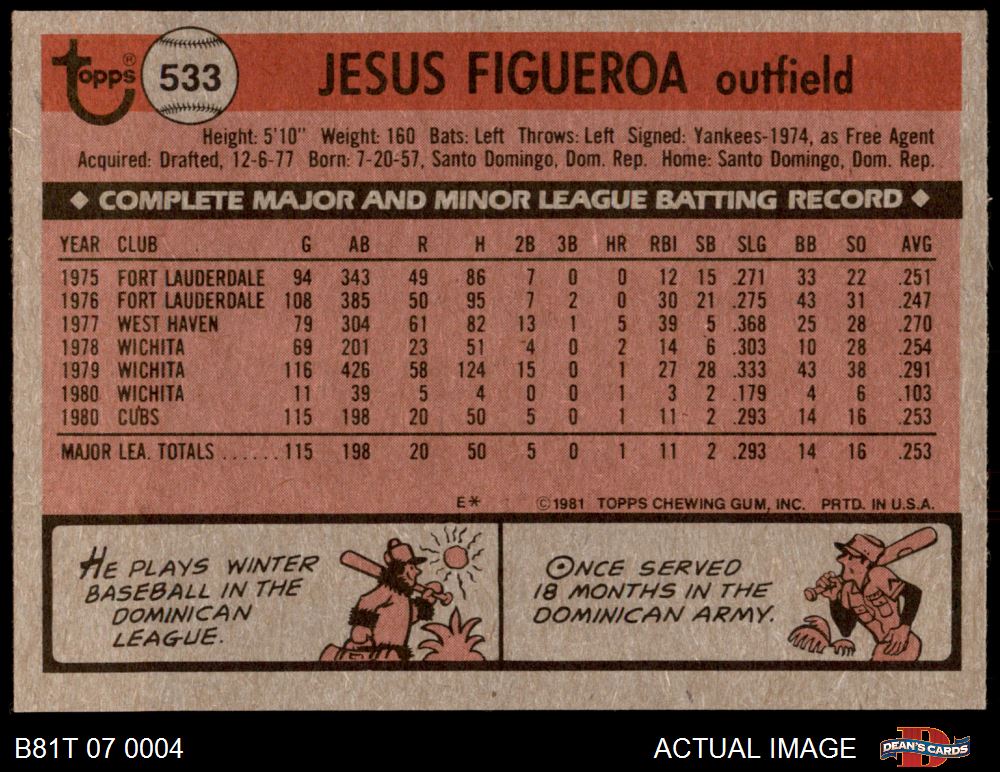 topps® 533 JESUS FIGUEROA outfield
Height: 5'10" Weight: 160 Bats: Left Throws: Left Signed: Yankees-1974, as Free Agent
Acquired: Drafted, 12-6-77 Born: 7-20-57, Santo Domingo, Dom. Rep. Home: Santo Domingo, Dom. Rep.
◆ COMPLETE MAJOR AND MINOR LEAGUE BATTING RECORD ◆
YEAR CLUB G AB R H 2B 3B HR RBI SB SLG BB SO AVG
1975 FORT LAUDERDALE 94 343 49 86 7 0 0 12 15 .271 33 22 .251
1976 FORT LAUDERDALE 108 385 50 95 7 2 0 30 21 .275 43 31 .247
1977 WEST HAVEN 79 304 61 82 13 1 5 39 5 .368 25 28 .270
1978 WICHITA 69 201 23 51 4 0 2 14 6 .303 10 28 .254
1979 WICHITA 116 426 58 124 15 0 1 27 28 .333 43 38 .291
1980 WICHITA 11 39 5 4 0 0 1 3 2 .179 4 6 .103
1980 CUBS 115 198 20 50 5 0 1 11 2 .293 14 16 .253
MAJOR LEA. TOTALS ......115 198 20 50 5 0 1 11 2 .293 14 16 .253
E* ©1981 TOPPS CHEWING GUM, INC. PRTD. IN U.S.A.
HE PLAYS WINTER
BASEBALL IN THE
DOMINICAN
LEAGUE.
ONCE SERVED
18 MONTHS IN THE
DOMINICAN ARMY.
B81T 07 0004 ACTUAL IMAGE DEAN'S CARDS